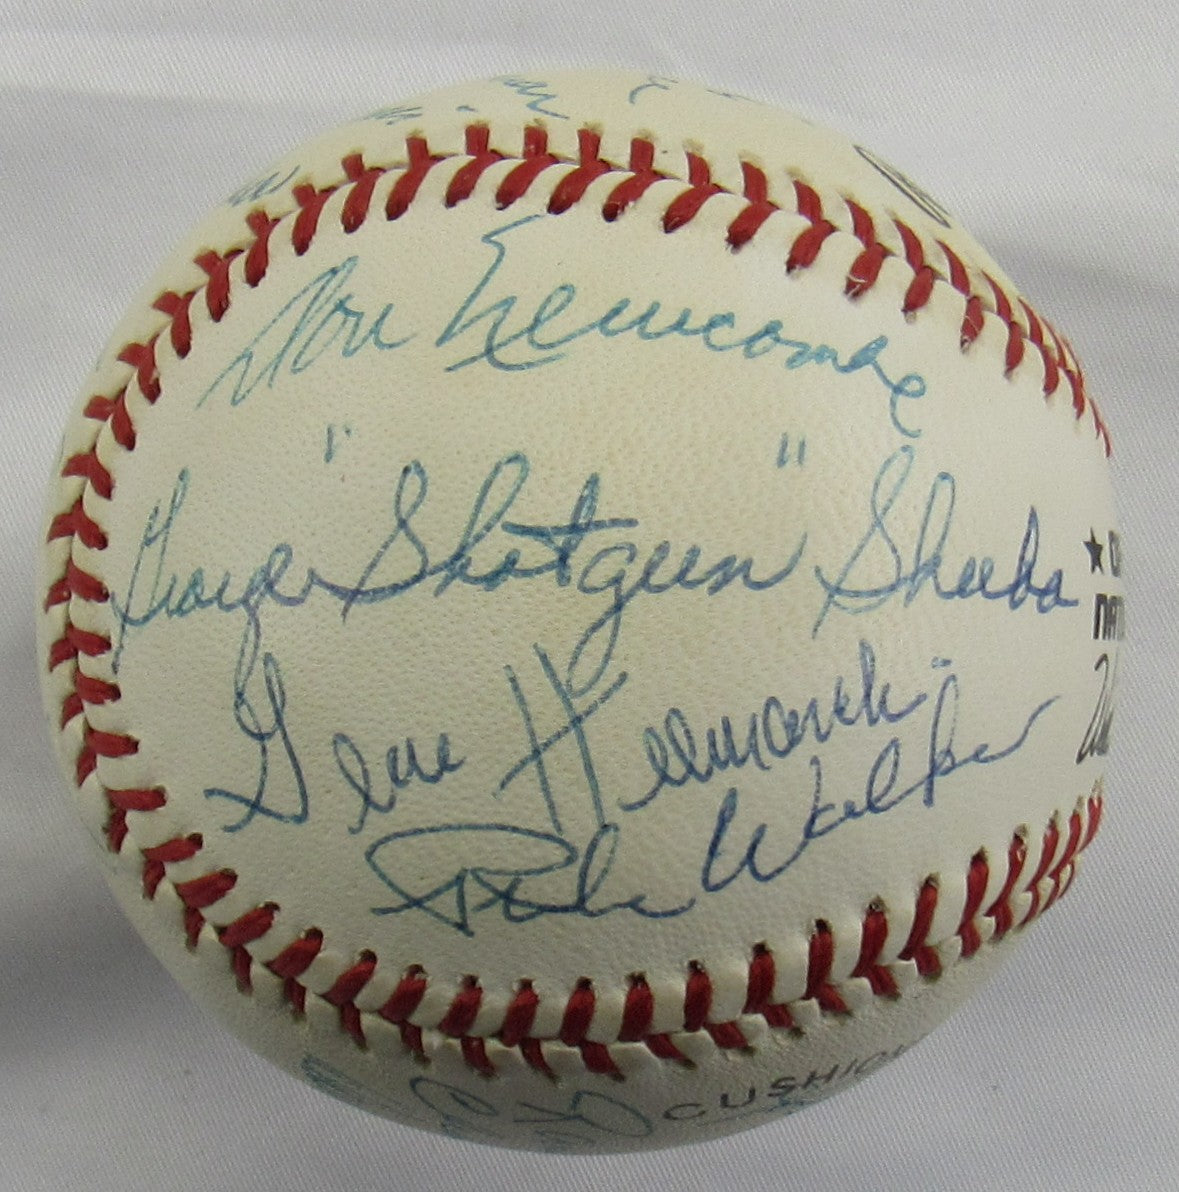 Don Newcombe
George "Shotgun" Shuba
Gene Hermanski
Rube Walker
CUSHION